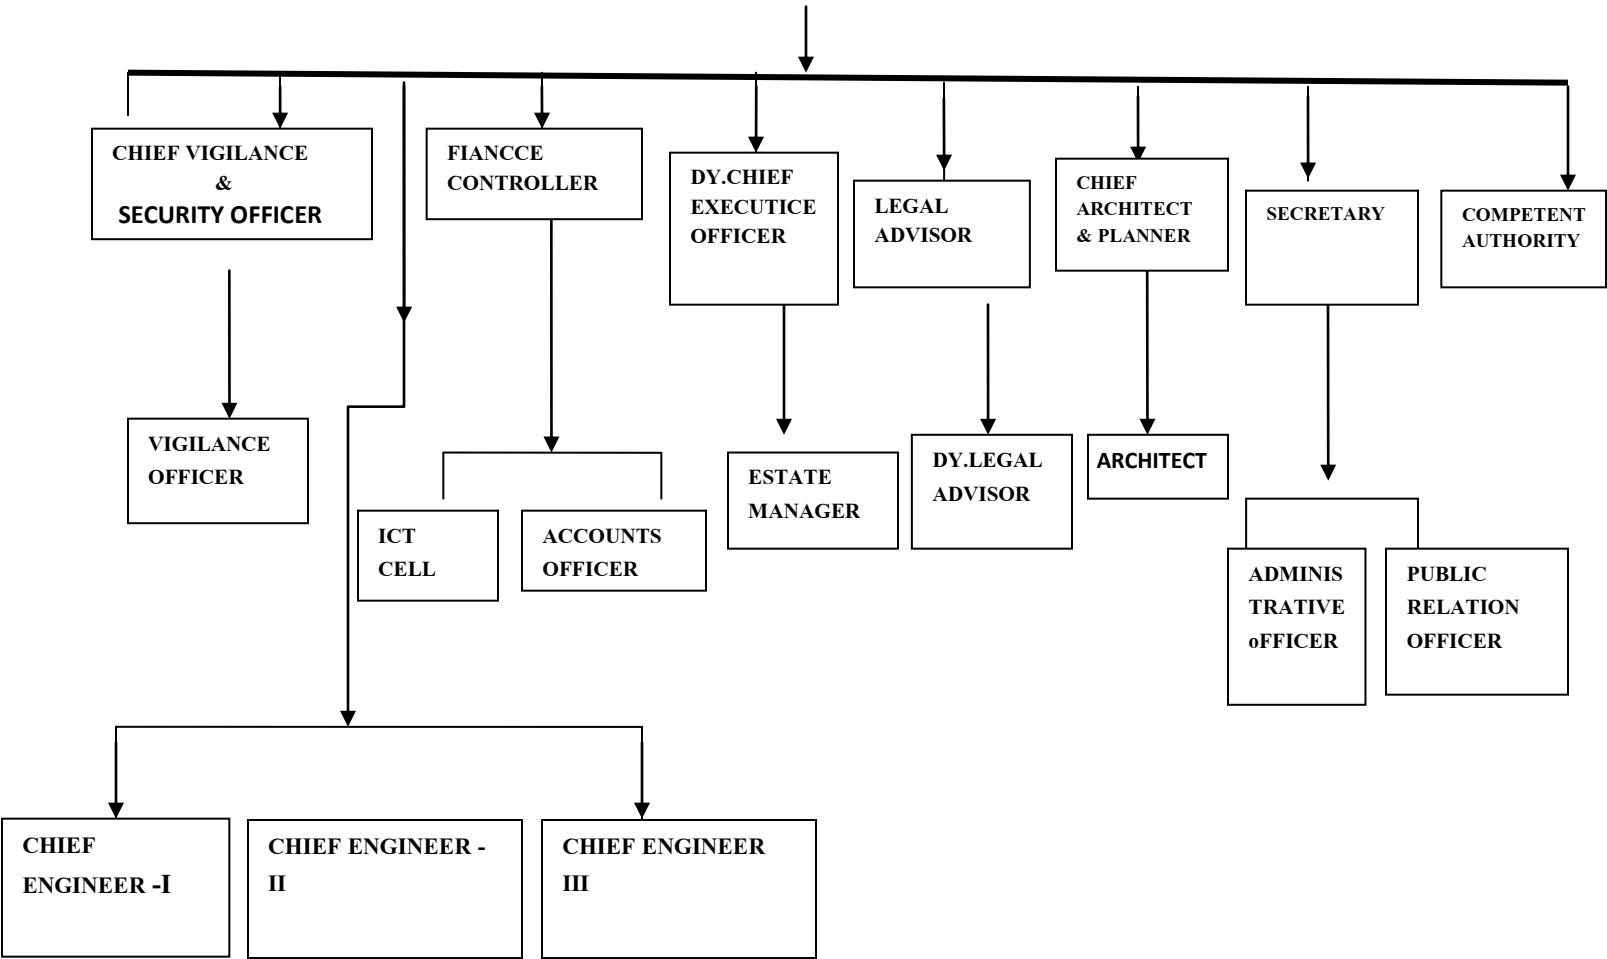 CHIEF VIGILANCE
&
SECURITY OFFICER
FIANCCE
CONTROLLER
DY.CHIEF
EXECUTICE
OFFICER
LEGAL
ADVISOR
CHIEF
ARCHITECT
& PLANNER
SECRETARY
COMPETENT
AUTHORITY
VIGILANCE
OFFICER
ICT
CELL
ACCOUNTS
OFFICER
ESTATE
MANAGER
DY.LEGAL
ADVISOR
ARCHITECT
ADMINIS
TRATIVE
oFFICER
PUBLIC
RELATION
OFFICER
CHIEF
ENGINEER -I
CHIEF ENGINEER -
II
CHIEF ENGINEER
III